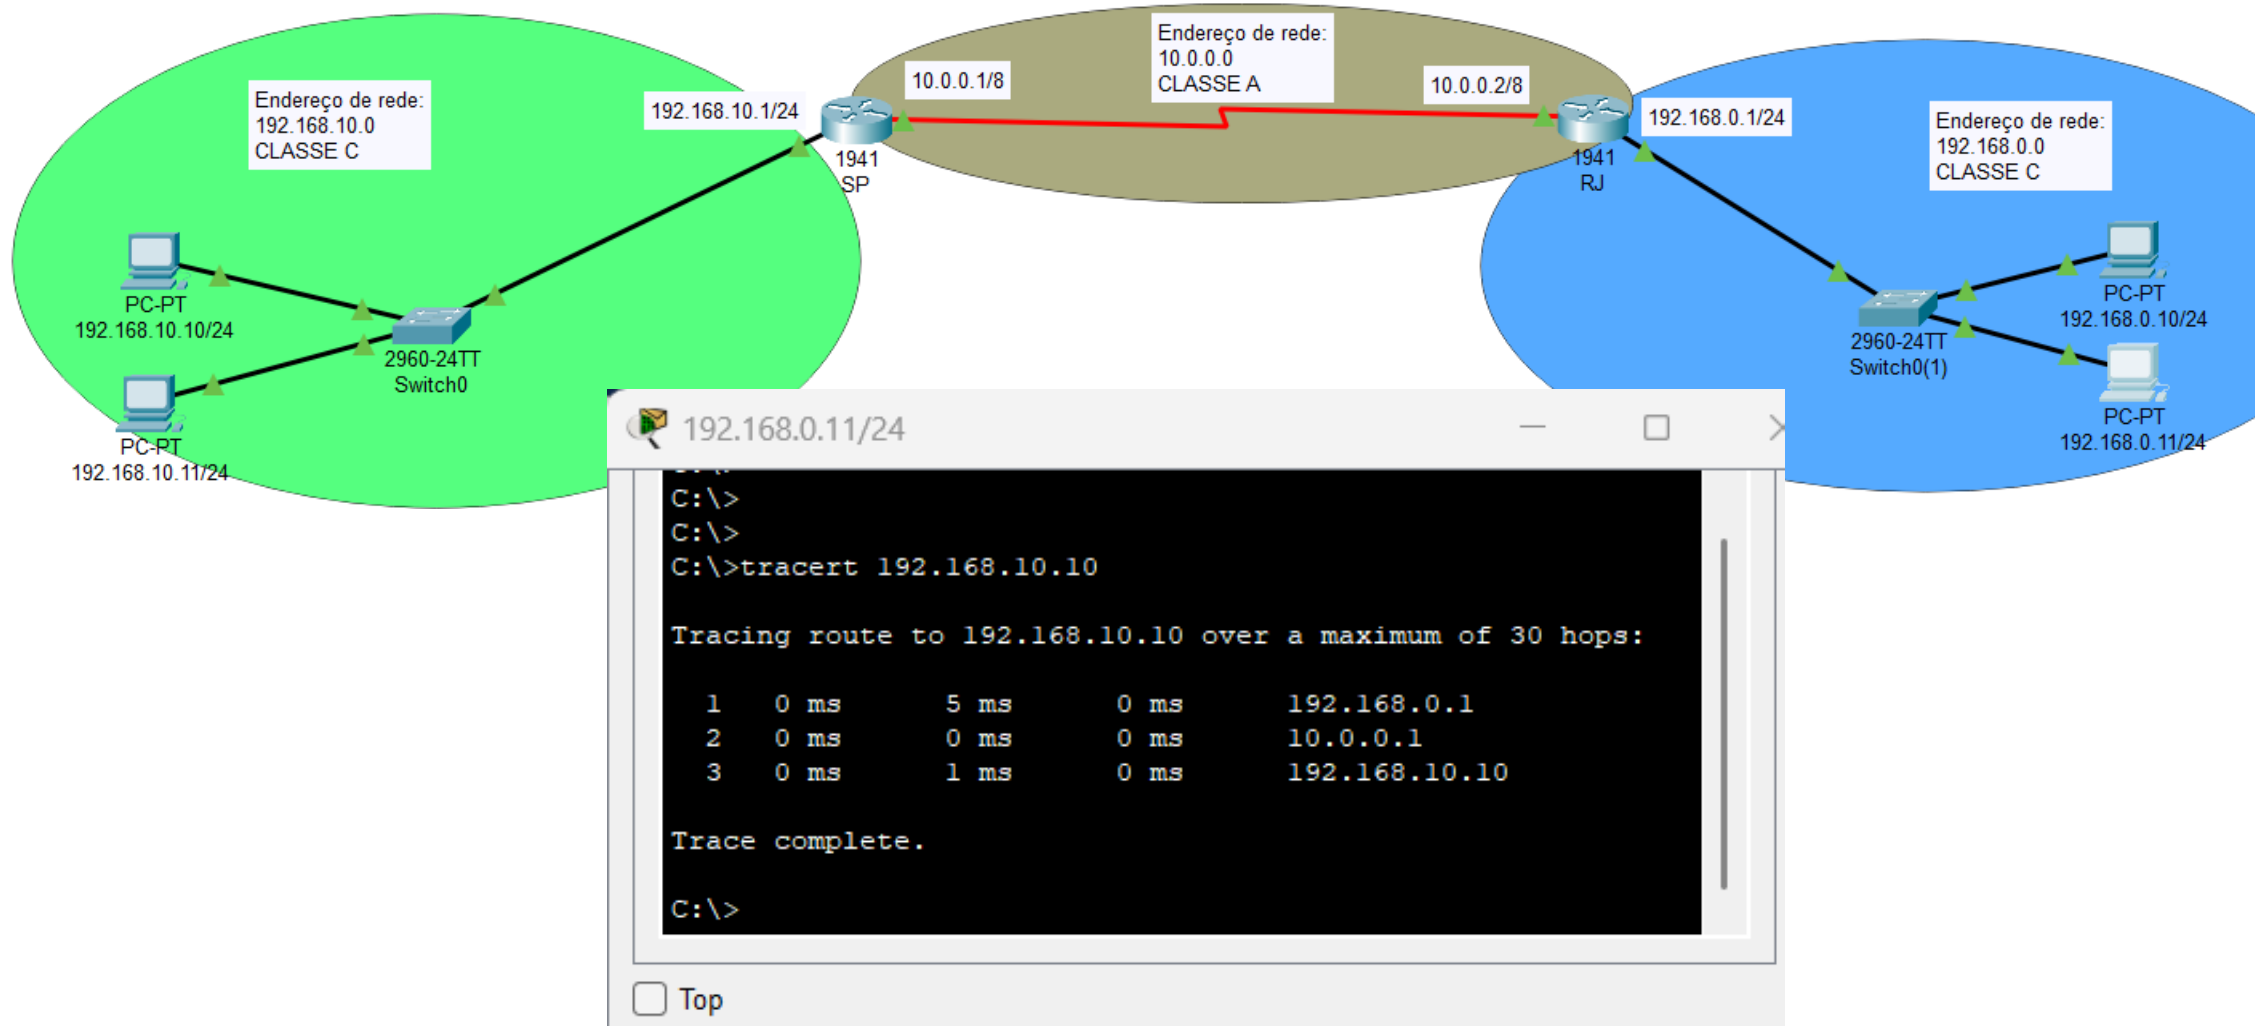 Endereço de rede:
192.168.10.0
CLASSE C
192.168.10.1/24
10.0.0.1/8
Endereço de rede:
10.0.0.0
CLASSE A
10.0.0.2/8
192.168.0.1/24
Endereço de rede:
192.168.0.0
CLASSE C
1941
SP
1941
RJ
PC-PT
192.168.10.10/24
2960-24TT
Switch0
PC-PT
192.168.10.11/24
PC-PT
192.168.0.10/24
2960-24TT
Switch0(1)
PC-PT
192.168.0.11/24
192.168.0.11/24
C:\>
C:\>
C:\>tracert 192.168.10.10
Tracing route to 192.168.10.10 over a maximum of 30 hops:
1 0 ms 5 ms 0 ms 192.168.0.1
2 0 ms 0 ms 0 ms 10.0.0.1
3 0 ms 1 ms 0 ms 192.168.10.10
Trace complete.
C:\>
Top